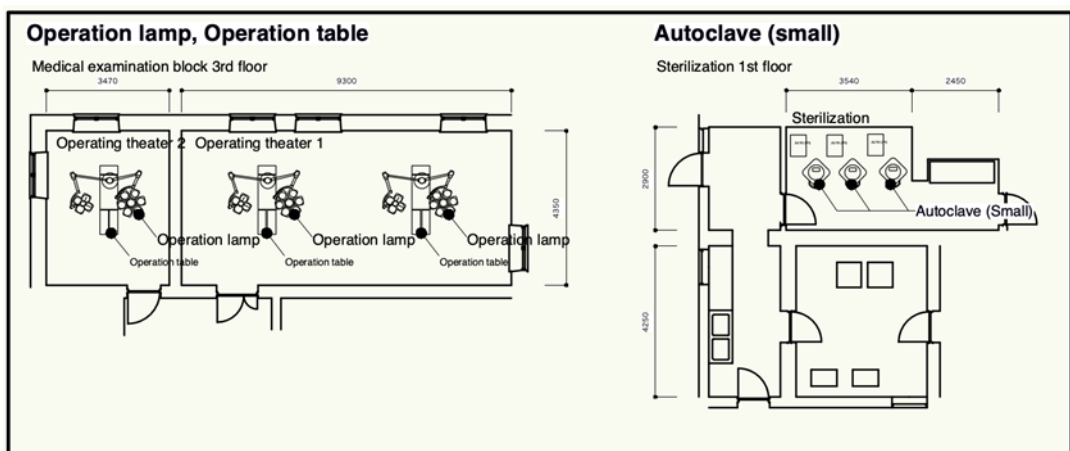 Operation lamp, Operation table
Medical examination block 3rd floor
3470
9300
Operating theater 2
Operating theater 1
4350
Operation lamp
Operation lamp
Operation lamp
Operation table
Operation table
Operation table
Autoclave (small)
Sterilization 1st floor
3540
2450
Sterilization
2900
Autoclave (Small)
4250